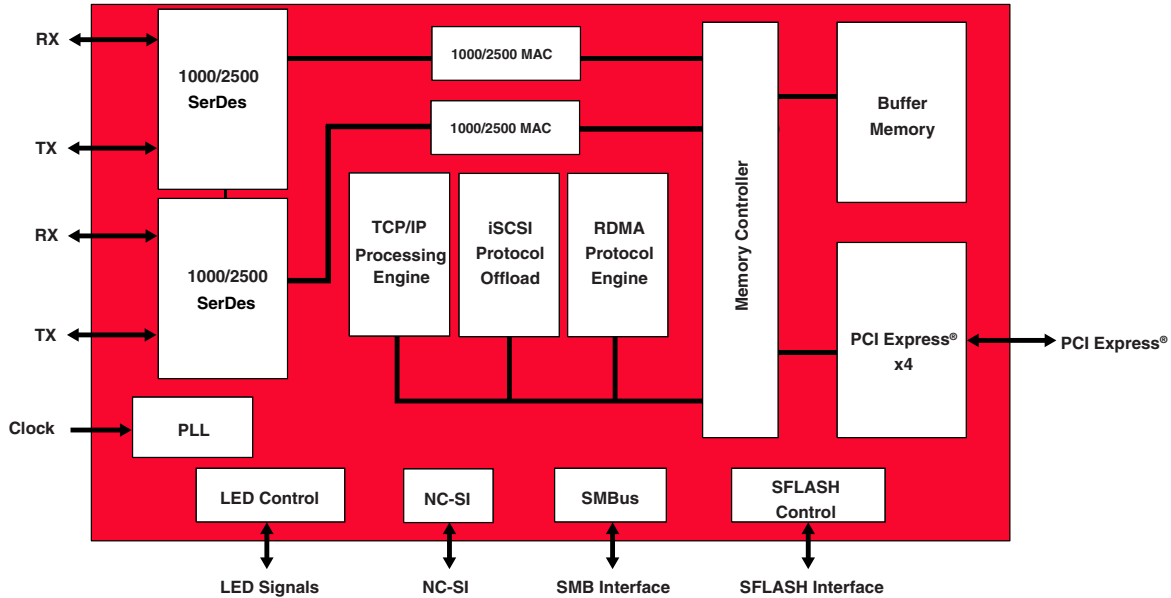 RX
1000/2500
SerDes
TX
RX
1000/2500
SerDes
TX
Clock
PLL
1000/2500 MAC
1000/2500 MAC
TCP/IP
Processing
Engine
iSCSI
Protocol
Offload
RDMA
Protocol
Engine
Memory Controller
Buffer
Memory
PCI Express®
x4
PCI Express®
LED Control
NC-SI
SMBus
SFLASH
Control
LED Signals
NC-SI
SMB Interface
SFLASH Interface